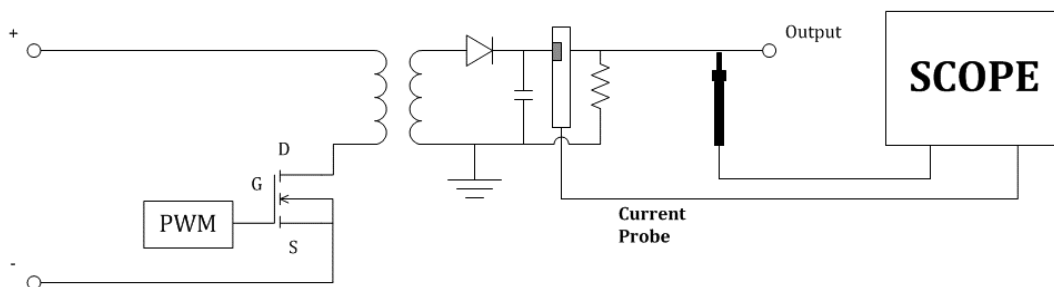 +
Output
SCOPE
D
G
PWM
S
Current
Probe
-